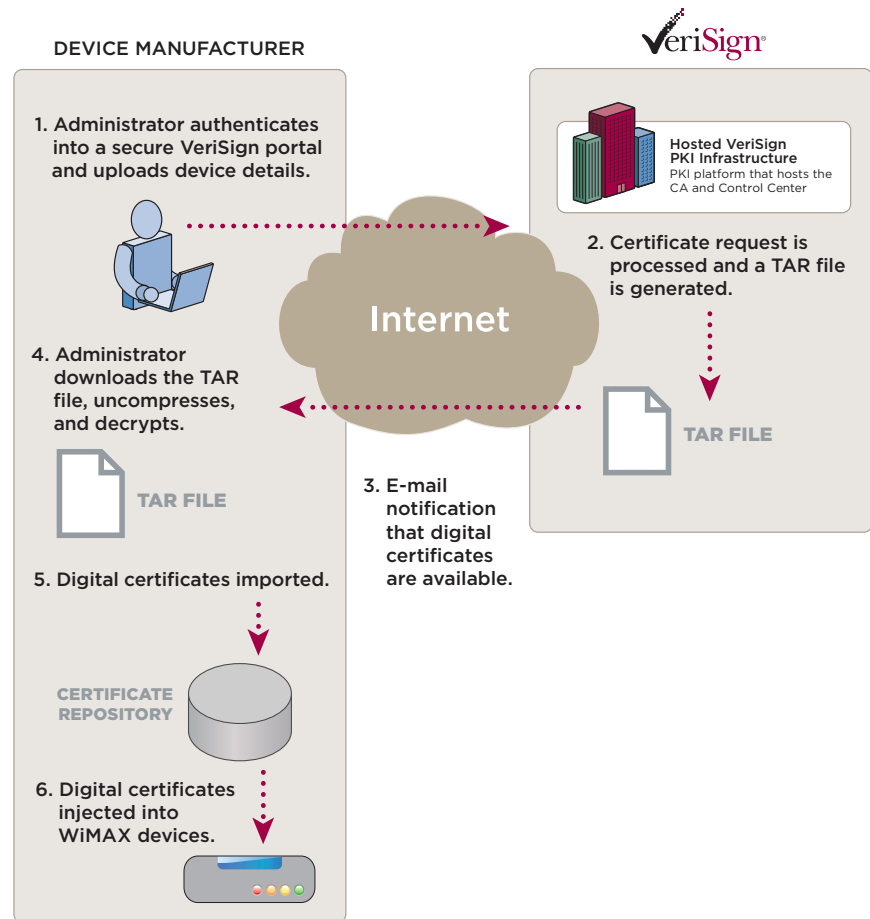 DEVICE MANUFACTURER
VeriSign®
1. Administrator authenticates
into a secure VeriSign portal
and uploads device details.
Hosted VeriSign
PKI Infrastructure
PKI platform that hosts the
CA and Control Center
2. Certificate request is
processed and a TAR file
is generated.
Internet
TAR FILE
3. E-mail
notification
that digital
certificates
are available.
4. Administrator
downloads the TAR
file, uncompresses,
and decrypts.
TAR FILE
5. Digital certificates imported.
CERTIFICATE
REPOSITORY
6. Digital certificates
injected into
WiMAX devices.